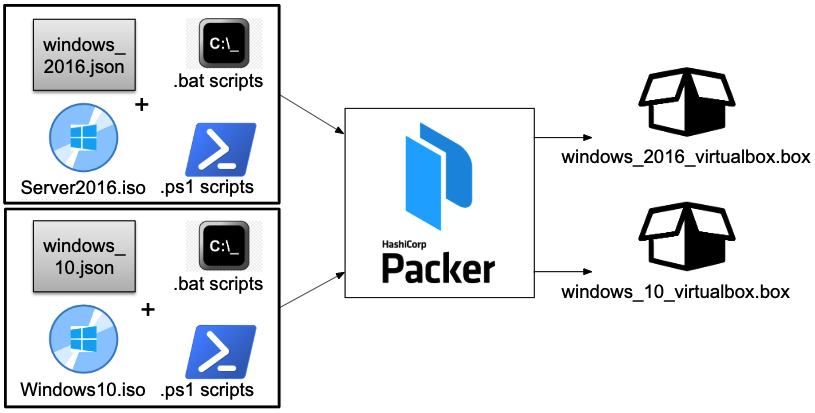 windows_
2016.json
+
C:\_
.bat scripts
Server2016.iso
.ps1 scripts
windows_
10.json
+
C:\_
.bat scripts
Windows10.iso
.ps1 scripts
HashiCorp
Packer
windows_2016_virtualbox.box
windows_10_virtualbox.box